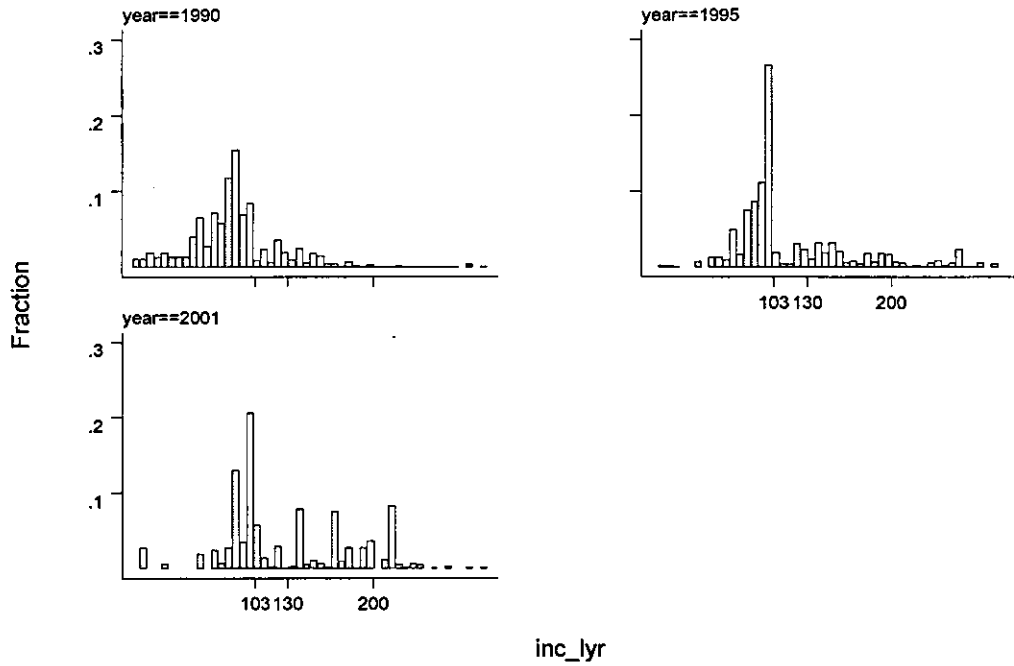 year==1990
.3
.2
.1
year==1995
103 130 200
Fraction
year==2001
.3
.2
.1
103 130 200
inc_lyr